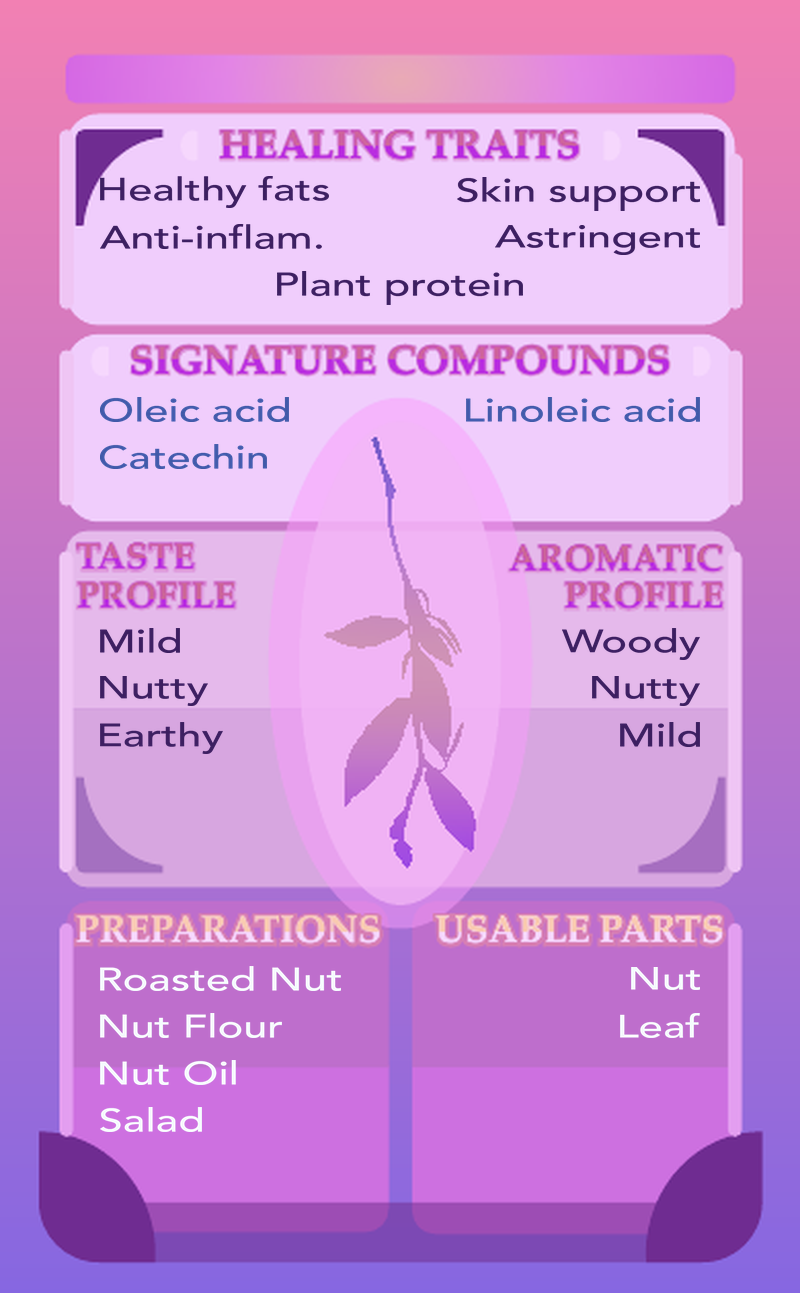 HEALING TRAITS
Healthy fats
Skin support
Anti-inflam.
Astringent
Plant protein
SIGNATURE COMPOUNDS
Oleic acid
Linoleic acid
Catechin
TASTE
PROFILE
Mild
Nutty
Earthy
AROMATIC
PROFILE
Woody
Nutty
Mild
PREPARATIONS
Roasted Nut
Nut Flour
Nut Oil
Salad
USABLE PARTS
Nut
Leaf